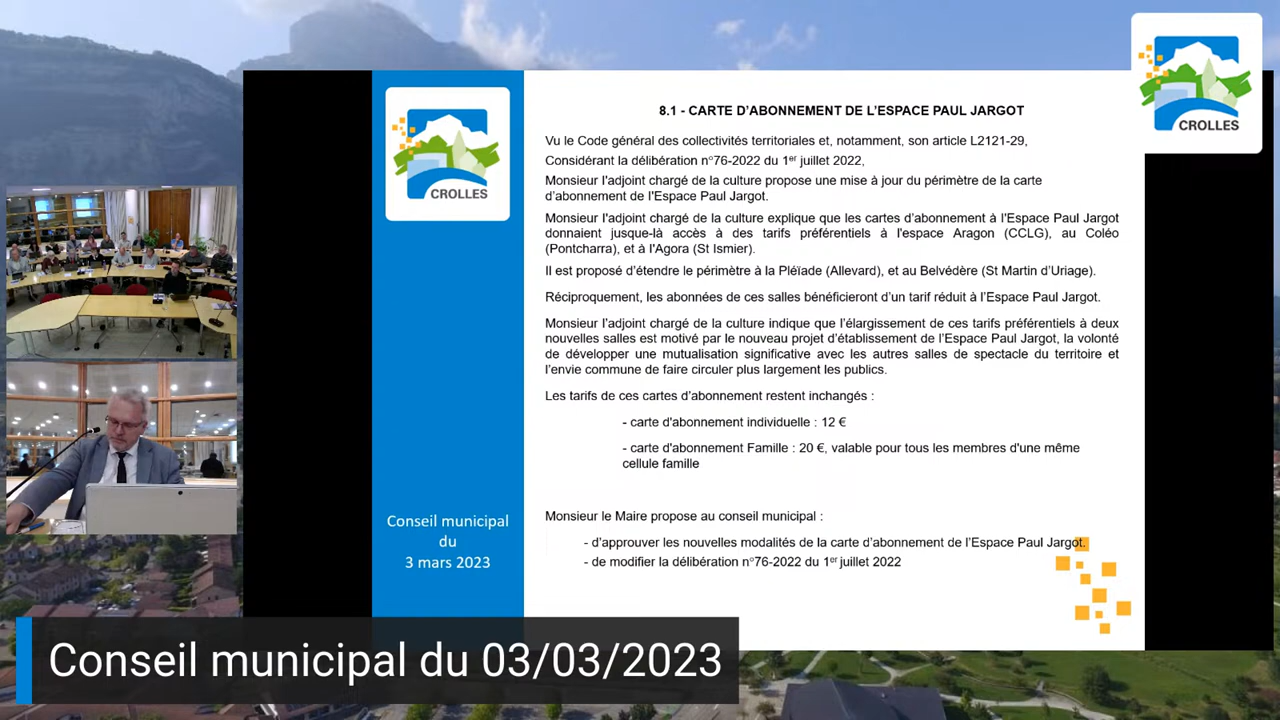 CROLLES
CROLLES
8.1 - CARTE D'ABONNEMENT DE L'ESPACE PAUL JARGOT
Vu le Code général des collectivités territoriales et, notamment, son article L2121-29,
Considérant la délibération n°76-2022 du 1er juillet 2022,
Monsieur l'adjoint chargé de la culture propose une mise à jour du périmètre de la carte
d'abonnement de l'Espace Paul Jargot.
Monsieur l'adjoint chargé de la culture explique que les cartes d'abonnement à l'Espace Paul Jargot
donnaient jusque-là accès à des tarifs préférentiels à l'espace Aragon (CCLG), au Coléo
(Pontcharra), et à l'Agora (St Ismier).
Il est proposé d'étendre le périmètre à la Pléïade (Allevard), et au Belvédère (St Martin d'Uriage).
Réciproquement, les abonnées de ces salles bénéficieront d'un tarif réduit à l'Espace Paul Jargot.
Monsieur l'adjoint chargé de la culture indique que l'élargissement de ces tarifs préférentiels à deux
nouvelles salles est motivé par le nouveau projet d'établissement de l'Espace Paul Jargot, la volonté
de développer une mutualisation significative avec les autres salles de spectacle du territoire et
l'envie commune de faire circuler plus largement les publics.
Les tarifs de ces cartes d'abonnement restent inchangés :
- carte d'abonnement individuelle : 12 €
- carte d'abonnement Famille : 20 €, valable pour tous les membres d'une même
cellule famille
Monsieur le Maire propose au conseil municipal :
- d'approuver les nouvelles modalités de la carte d'abonnement de l'Espace Paul Jargot.
- de modifier la délibération n°76-2022 du 1er juillet 2022
Conseil municipal
du
3 mars 2023
Conseil municipal du 03/03/2023